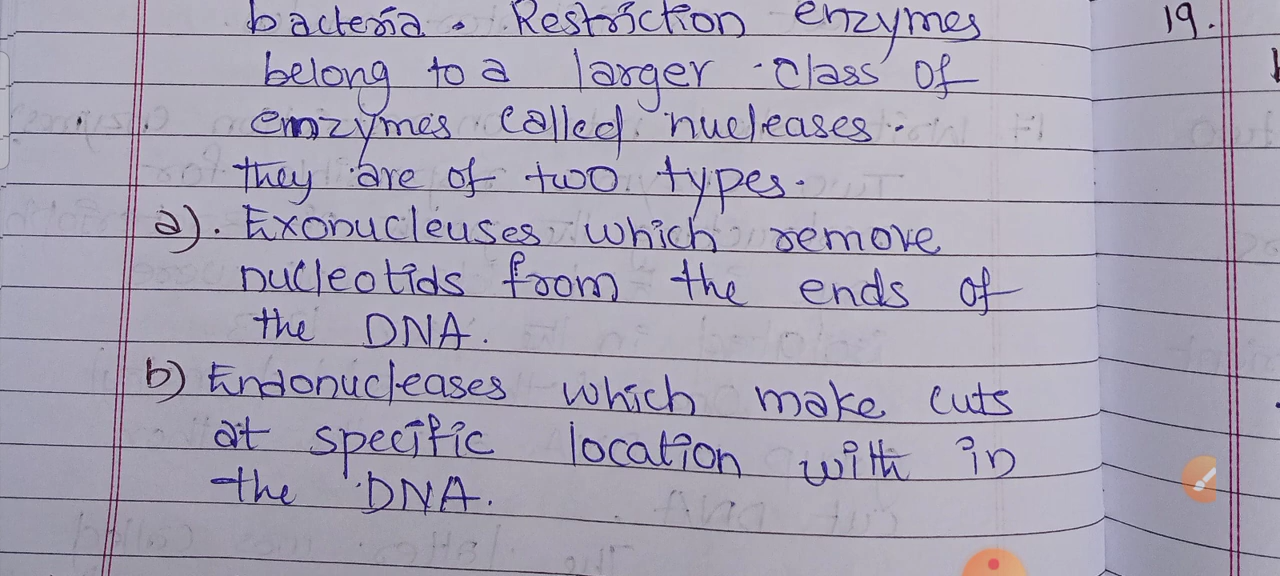 bacteria. Restriction enzymes
belong to a larger class of
emzymes called nucleases.
they are of two types.
a). Exonucleuses which remove
nucleotids from the ends of
the DNA.
b) Endonucleases which make cuts
at specific location with in
the DNA.
19.